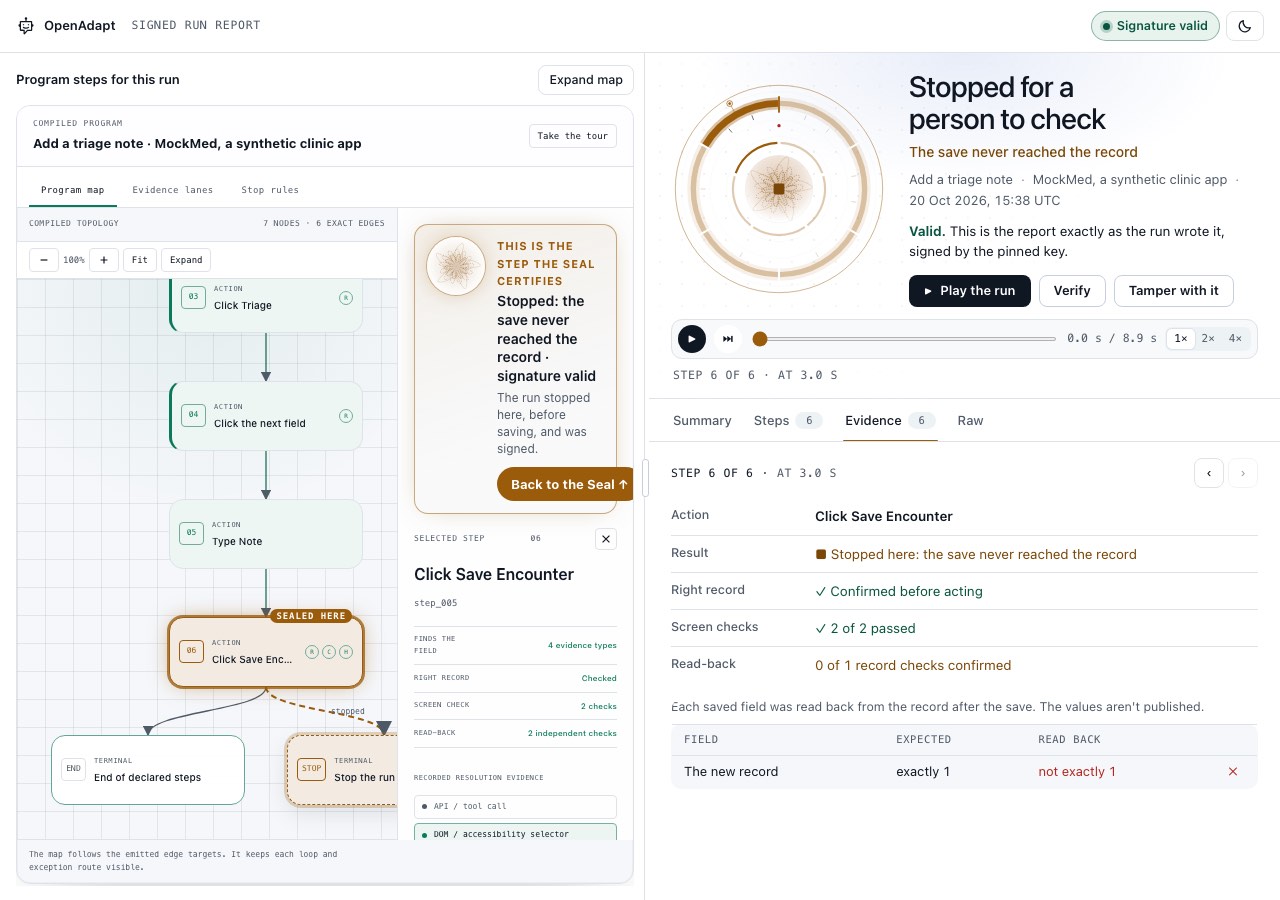 OpenAdapt SIGNED RUN REPORT
Signature valid
Program steps for this run
Expand map
COMPILED PROGRAM
Add a triage note · MockMed, a synthetic clinic app
Take the tour
Program map Evidence lanes Stop rules
COMPILED TOPOLOGY
7 NODES · 6 EXACT EDGES
− 100% + Fit Expand
03 ACTION
Click Triage
R
04 ACTION
Click the next field
R
05 ACTION
Type Note
SEALED HERE
06 ACTION
Click Save Enc...
R C H
stopped
END TERMINAL
End of declared steps
STOP TERMINAL
Stop the run
The map follows the emitted edge targets. It keeps each loop and
exception route visible.
THIS IS THE
STEP THE SEAL
CERTIFIES
Stopped: the
save never
reached the
record ·
signature valid
The run stopped
here, before
saving, and was
signed.
Back to the Seal ↑
SELECTED STEP 06 ✕
Click Save Encounter
step_005
FINDS THE
FIELD
4 evidence types
RIGHT RECORD Checked
SCREEN CHECK 2 checks
READ-BACK 2 independent checks
RECORDED RESOLUTION EVIDENCE
API / tool call
DOM / accessibility selector
Stopped for a
person to check
The save never reached the record
Add a triage note · MockMed, a synthetic clinic app ·
20 Oct 2026, 15:38 UTC
Valid. This is the report exactly as the run wrote it,
signed by the pinned key.
Play the run
Verify
Tamper with it
0.0 s / 8.9 s 1× 2× 4×
STEP 6 OF 6 · AT 3.0 S
Summary Steps 6 Evidence 6 Raw
STEP 6 OF 6 · AT 3.0 S
‹ ›
Action Click Save Encounter
Result Stopped here: the save never reached the record
Right record ✓ Confirmed before acting
Screen checks ✓ 2 of 2 passed
Read-back 0 of 1 record checks confirmed
Each saved field was read back from the record after the save. The values aren't published.
FIELD EXPECTED READ BACK
The new record exactly 1 not exactly 1 ✕